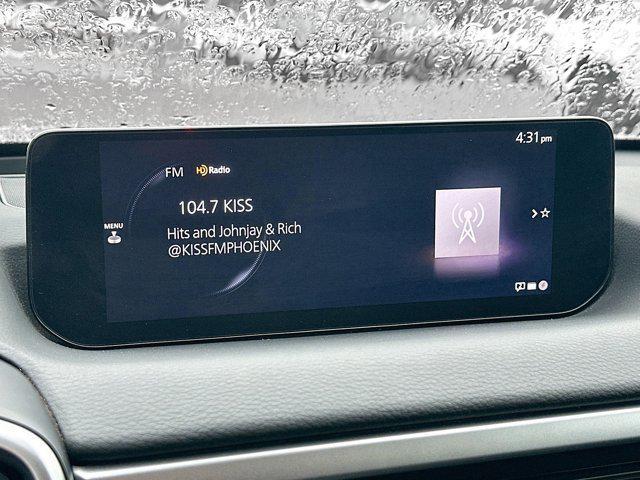 4:31 pm
FM HD Radio
104.7 KISS
MENU
Hits and Johnjay & Rich
@KISSFMPHOENIX